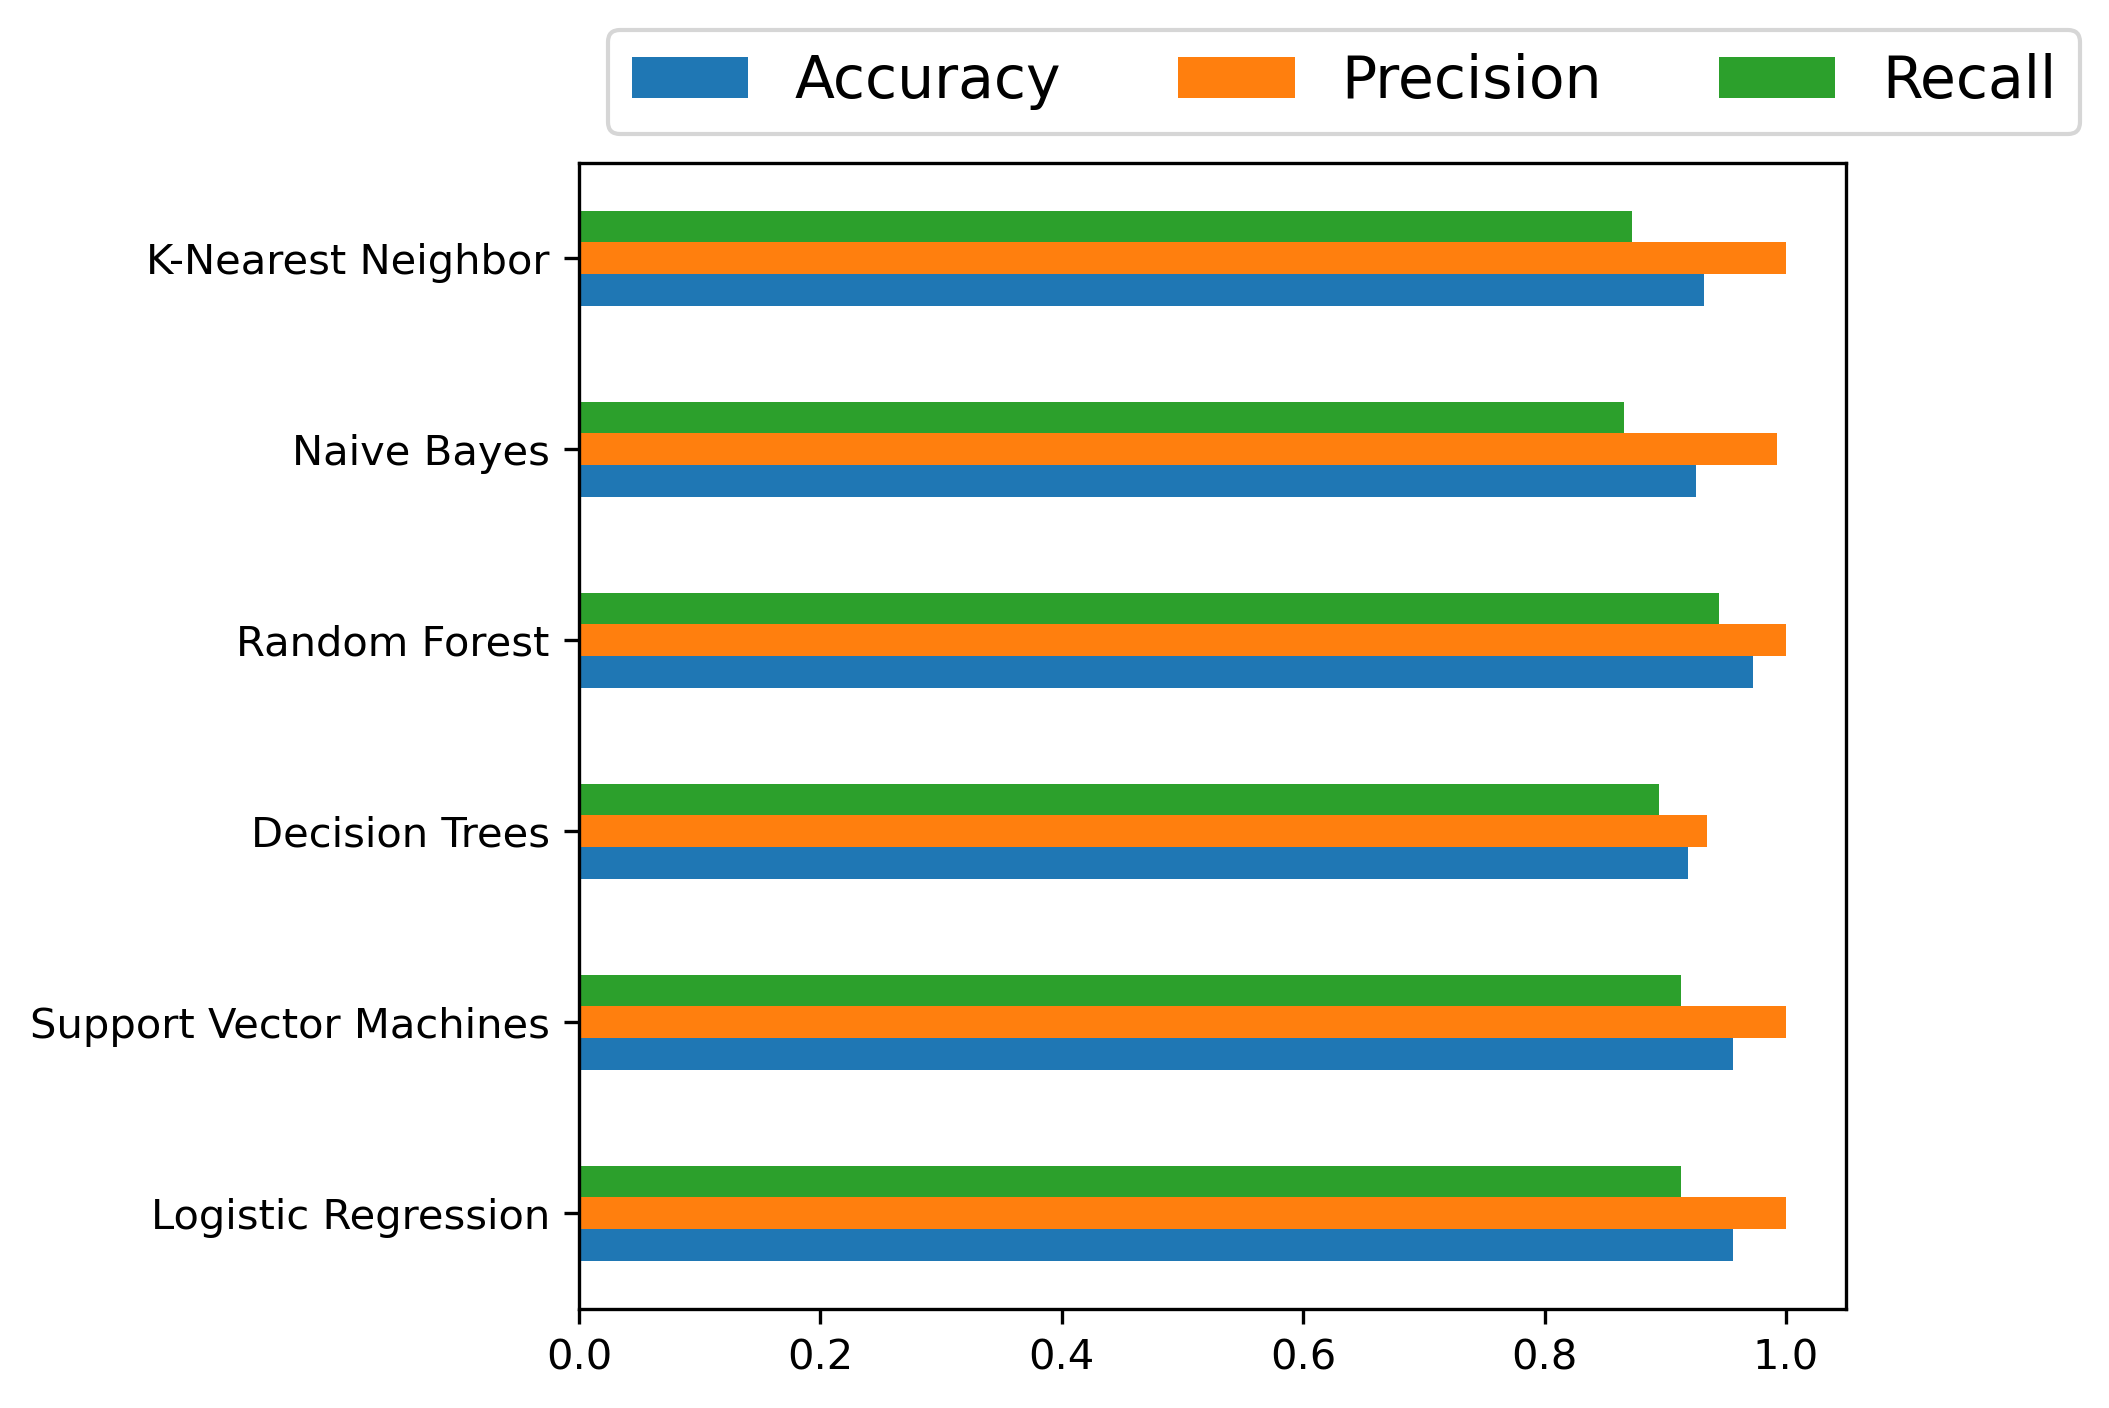 Accuracy Precision Recall
K-Nearest Neighbor
Naive Bayes
Random Forest
Decision Trees
Support Vector Machines
Logistic Regression
0.0 0.2 0.4 0.6 0.8 1.0